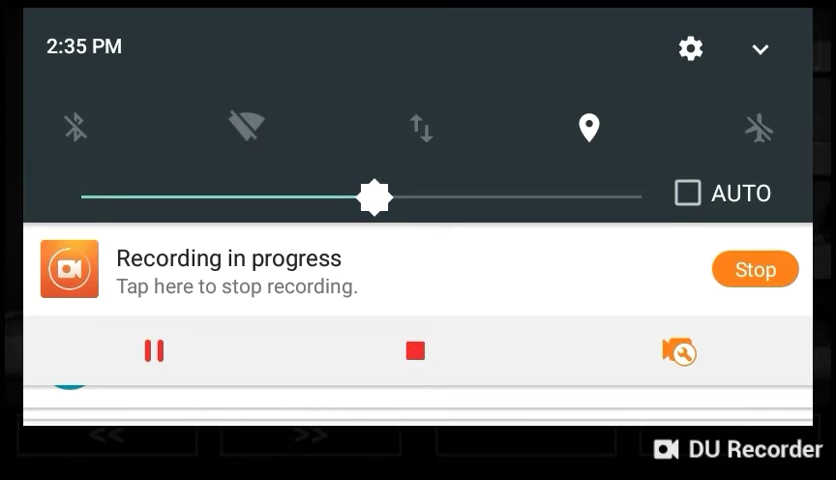 2:35 PM
AUTO
Recording in progress
Tap here to stop recording.
Stop
<< >>
DU Recorder